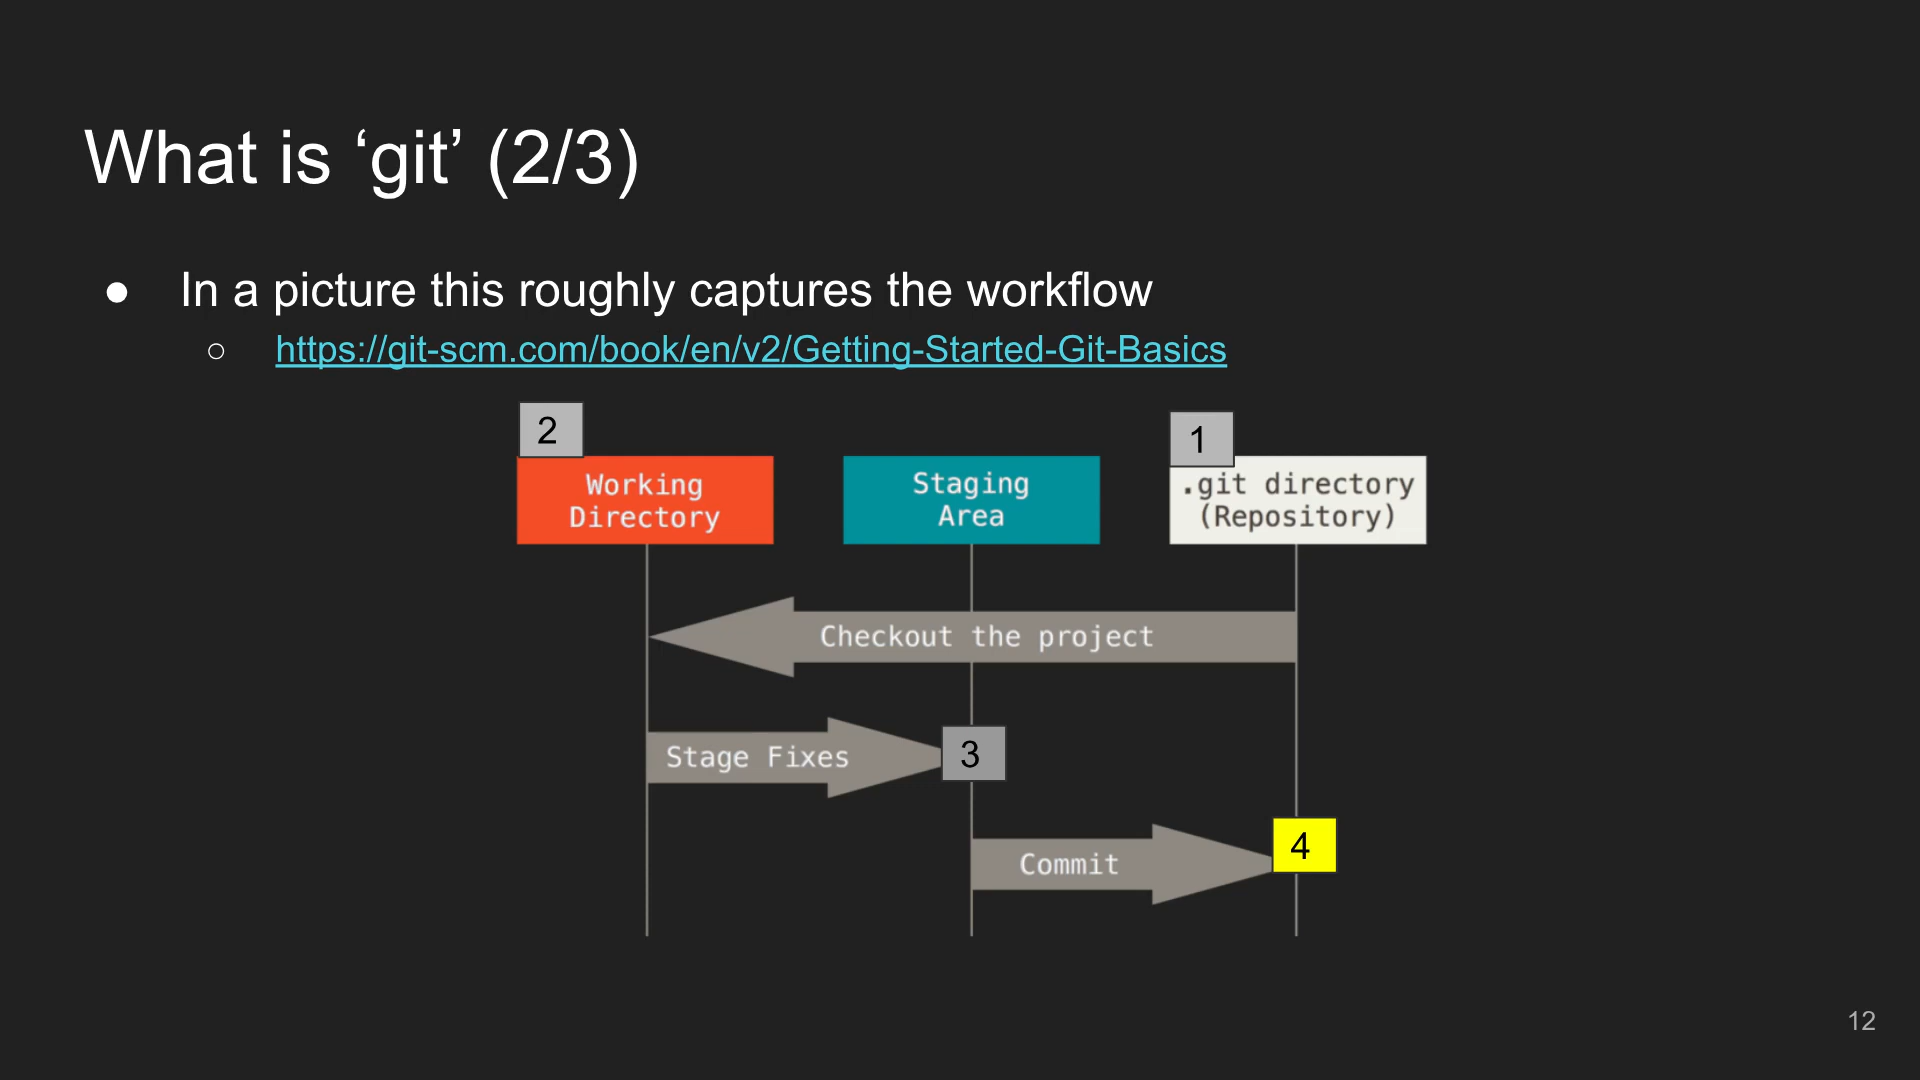 What is ‘git’ (2/3)
● In a picture this roughly captures the workflow
○ https://git-scm.com/book/en/v2/Getting-Started-Git-Basics
2
1
Working
Directory
Staging
Area
.git directory
(Repository)
Checkout the project
Stage Fixes
3
Commit
4
12